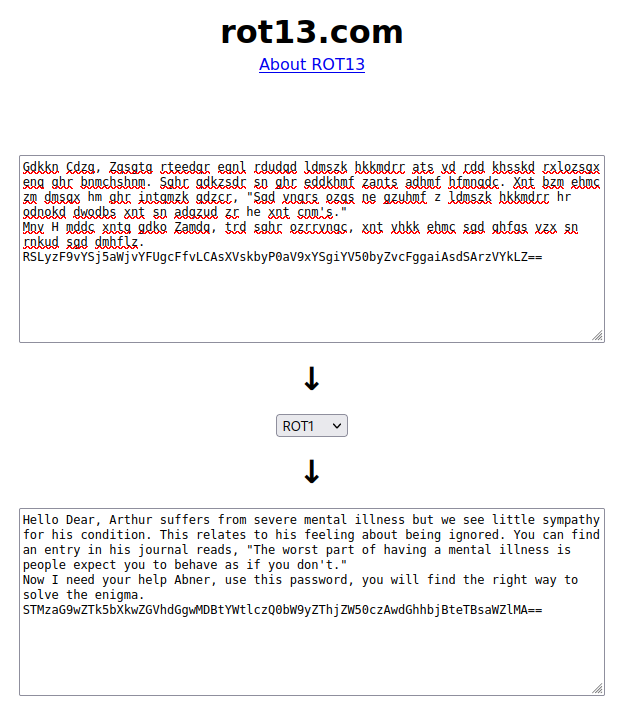 rot13.com
About ROT13
Gdkkn Cdzq, Zqsgtq rteedqr eqnl rdudqd ldmszk hkkmdrr ats vd rdd khsskd rxlozsgx
enq ghr bnmchshnm. Sghr qdkzsdr sn ghr eddkhmf zants adhmf hfmnqdc. Xnt bzm ehmc
zm dmsqx hm ghr intqmzk qdzcr, "Sgd vnqrs ozqs ne gzuhmf z ldmszk hkkmdrr hr
odnokd dwodbs xnt sn adgzud zr he xnt cnm's."
Mnv H mddc xntq gdko Zamdq, trd sghr ozrrvnqc, xnt vhkk ehmc sgd qhfgs vzx sn
rnkud sgd dmhflz.
RSLyzF9vYSj5aWjvYFUgcFfvLCAsXVskbyP0aV9xYSgiYV50byZvcFggaiAsdSArzVYkLZ==
↓
ROT1
↓
Hello Dear, Arthur suffers from severe mental illness but we see little sympathy
for his condition. This relates to his feeling about being ignored. You can find
an entry in his journal reads, "The worst part of having a mental illness is
people expect you to behave as if you don't."
Now I need your help Abner, use this password, you will find the right way to
solve the enigma.
STMzaG9wZTk5bXkwZGVhdGgwMDBtYWtlczQ0bW9yZThjZW50czAwdGhhbjBteTBsaWZlMA==